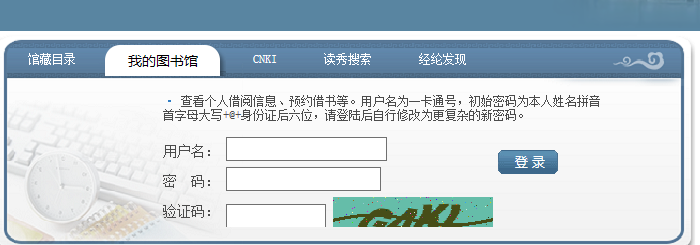 馆藏目录 我的图书馆 CNKI 读秀搜索 经纶发现
· 查看个人借阅信息、预约借书等。用户名为一卡通号，初始密码为本人姓名拼音
首字母大写+@+身份证后六位，请登陆后自行修改为更复杂的新密码。
用户名：
登 录
密 码：
验证码：